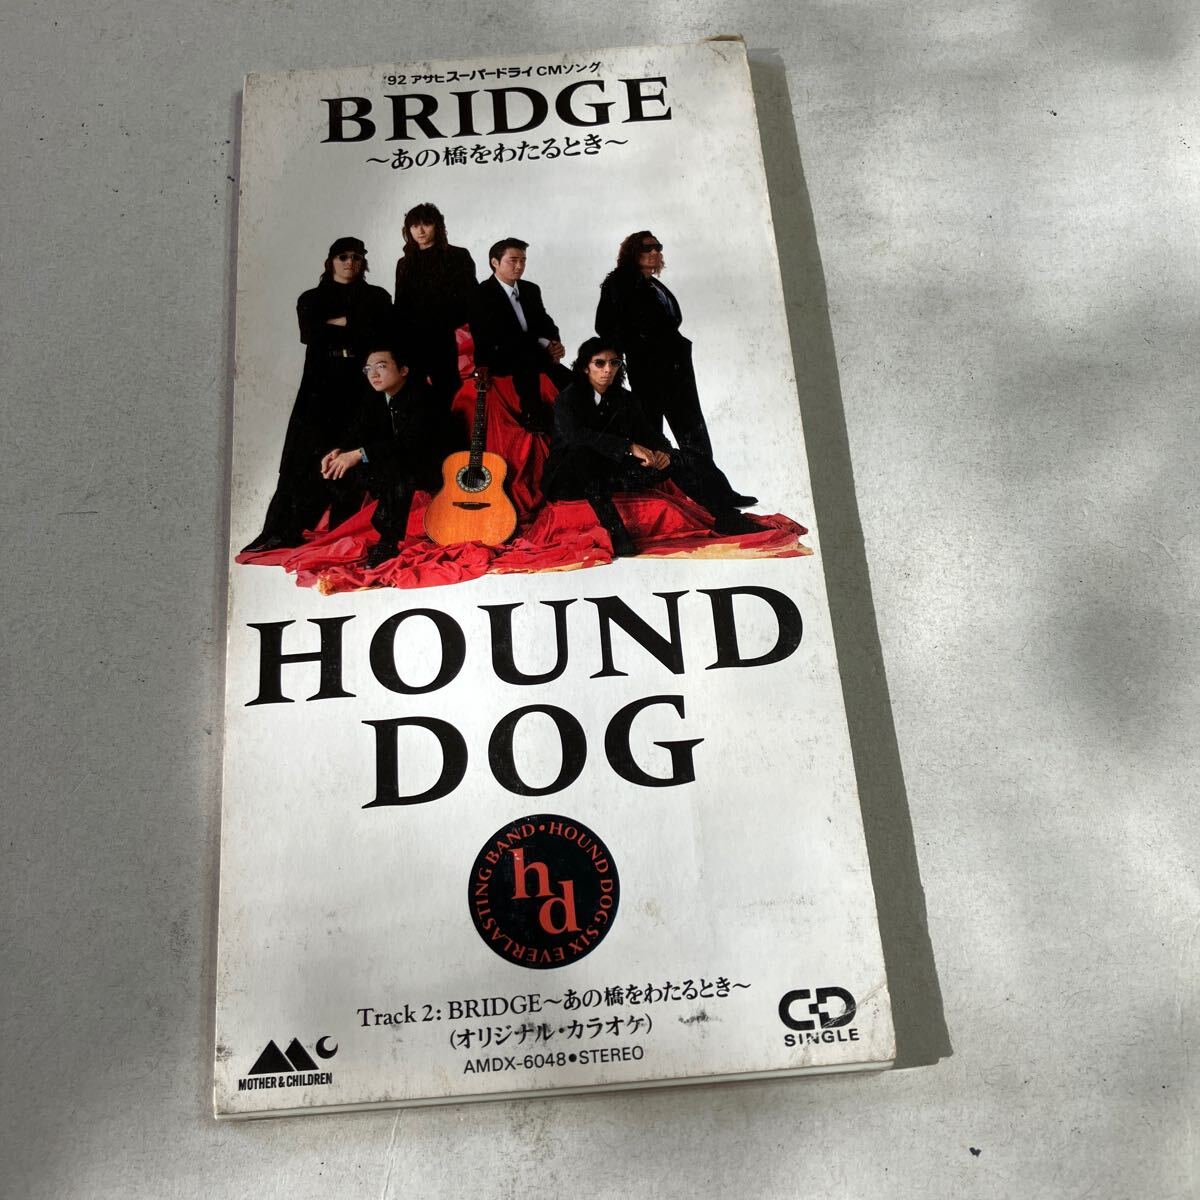 '92 アサヒスーパードライ CMソング
BRIDGE
～あの橋をわたるとき～
HOUND
DOG
HOUND DOG SIX EVERLASTING BAND •
hd
Track 2: BRIDGE～あの橋をわたるとき～
(オリジナル・カラオケ)
AMDX-6048●STEREO
MOTHER & CHILDREN
CD
SINGLE